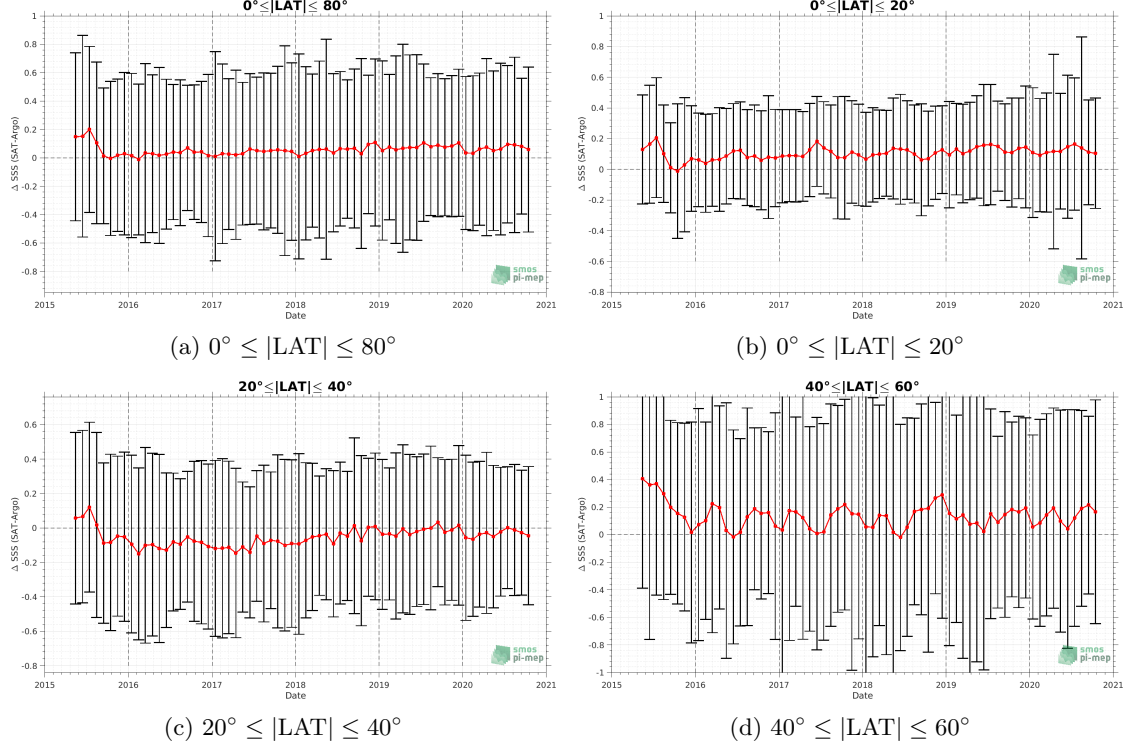 0°≤|LAT|≤ 80°
1
0.8
0.6
0.4
0.2
0
-0.2
-0.4
-0.6
-0.8
Δ SSS (SAT-Argo)
smos
pi-mep
2015 2016 2017 2018 2019 2020 2021
Date
(a) 0° ≤ |LAT| ≤ 80°
0°≤|LAT|≤ 20°
1
0.8
0.6
0.4
0.2
0
-0.2
-0.4
-0.6
-0.8
Δ SSS (SAT-Argo)
smos
pi-mep
2015 2016 2017 2018 2019 2020 2021
Date
(b) 0° ≤ |LAT| ≤ 20°
20°≤|LAT|≤ 40°
0.6
0.4
0.2
0
-0.2
-0.4
-0.6
-0.8
Δ SSS (SAT-Argo)
smos
pi-mep
2015 2016 2017 2018 2019 2020 2021
Date
(c) 20° ≤ |LAT| ≤ 40°
40°≤|LAT|≤ 60°
1
0.8
0.6
0.4
0.2
0
-0.2
-0.4
-0.6
-0.8
-1
Δ SSS (SAT-Argo)
smos
pi-mep
2015 2016 2017 2018 2019 2020 2021
Date
(d) 40° ≤ |LAT| ≤ 60°